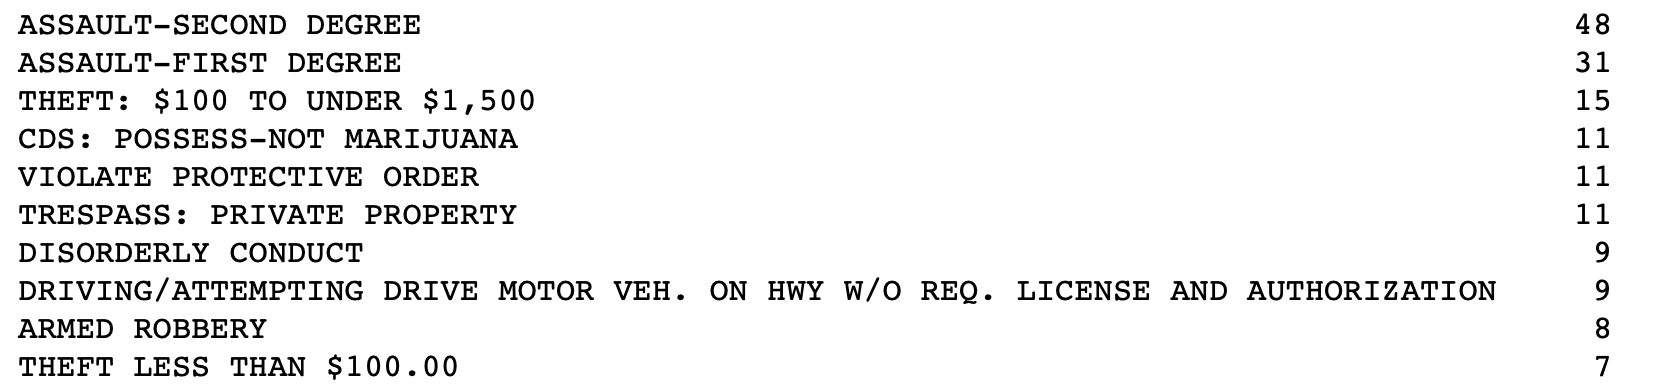 ASSAULT-SECOND DEGREE 48
ASSAULT-FIRST DEGREE 31
THEFT: $100 TO UNDER $1,500 15
CDS: POSSESS-NOT MARIJUANA 11
VIOLATE PROTECTIVE ORDER 11
TRESPASS: PRIVATE PROPERTY 11
DISORDERLY CONDUCT 9
DRIVING/ATTEMPTING DRIVE MOTOR VEH. ON HWY W/O REQ. LICENSE AND AUTHORIZATION 9
ARMED ROBBERY 8
THEFT LESS THAN $100.00 7